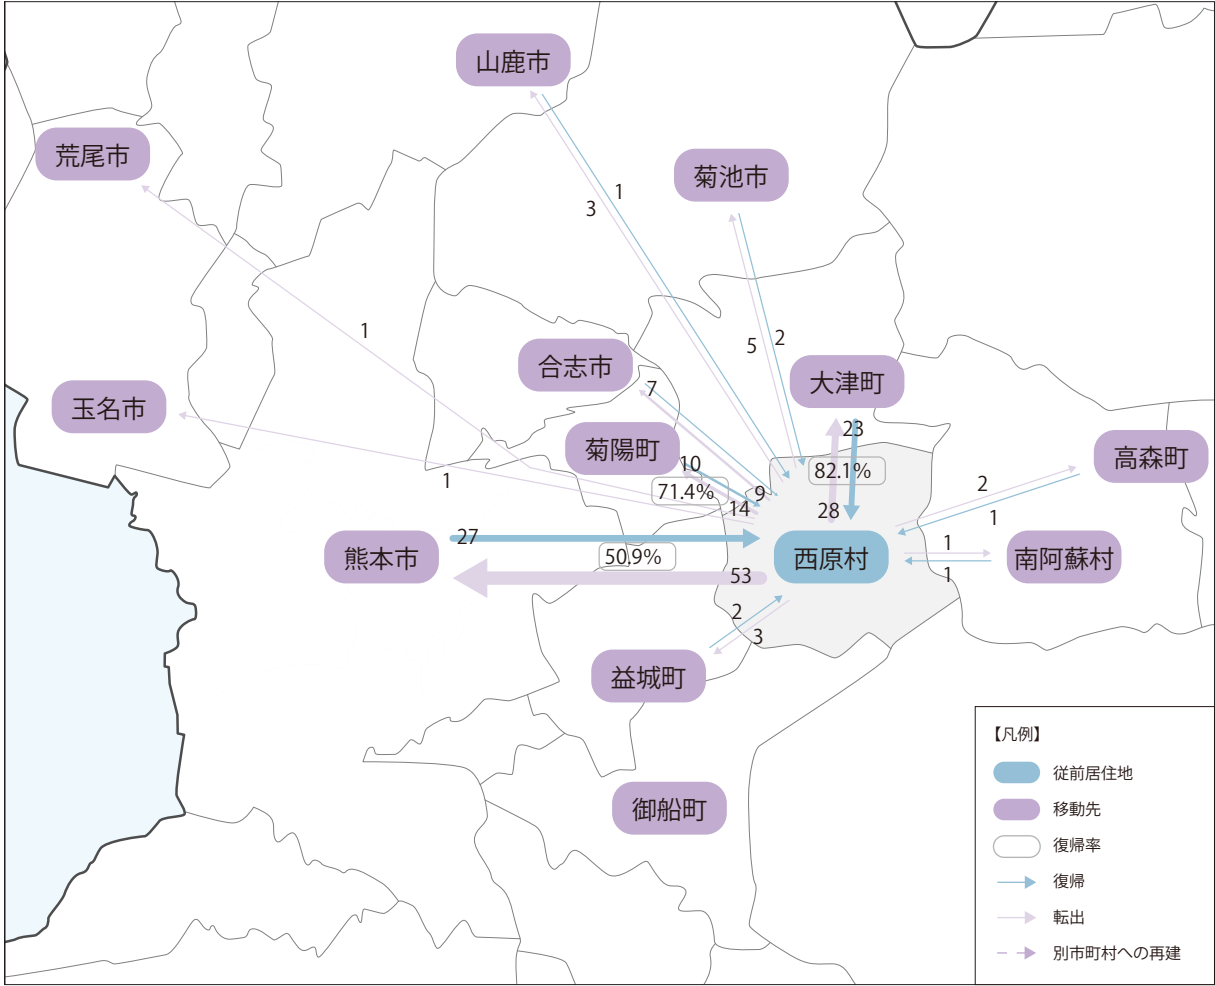 山鹿市
荒尾市
菊池市
1
3
1
5
2
合志市
大津町
7
玉名市
23
菊陽町
10
82.1%
高森町
1
71.4%
9
2
14
28
1
27
熊本市
50.9%
西原村
1
南阿蘇村
53
1
2
3
益城町
御船町
【凡例】
従前居住地
移動先
復帰率
復帰
転出
別市町村への再建